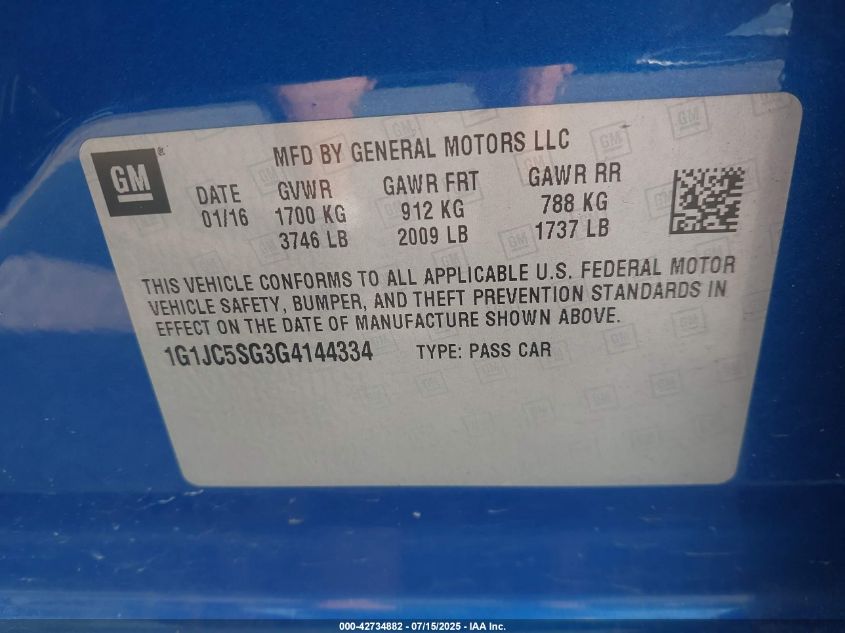 MFD BY GENERAL MOTORS LLC
GM®
DATE GVWR GAWR FRT GAWR RR
01/16 1700 KG 912 KG 788 KG
3746 LB 2009 LB 1737 LB
THIS VEHICLE CONFORMS TO ALL APPLICABLE U.S. FEDERAL MOTOR
VEHICLE SAFETY, BUMPER, AND THEFT PREVENTION STANDARDS IN
EFFECT ON THE DATE OF MANUFACTURE SHOWN ABOVE.
1G1JC5SG3G4144334 TYPE: PASS CAR
000-42734882 - 07/15/2025 - IAA Inc.